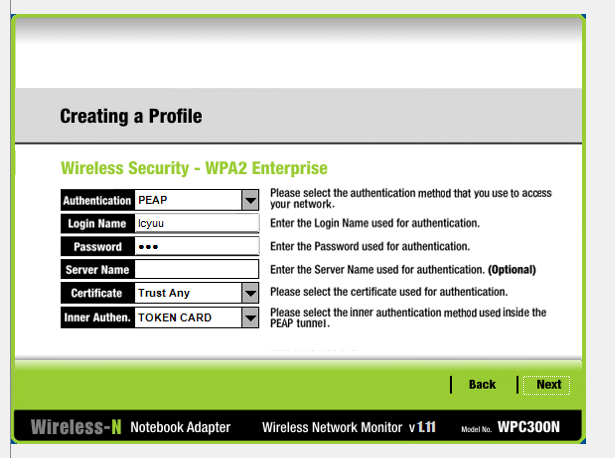 Creating a Profile
Wireless Security - WPA2 Enterprise
Authentication PEAP Please select the authentication method that you use to access
your network.
Login Name lcyuu Enter the Login Name used for authentication.
Password ●●● Enter the Password used for authentication.
Server Name Enter the Server Name used for authentication. (Optional)
Certificate Trust Any Please select the certificate used for authentication.
Inner Authen. TOKEN CARD Please select the inner authentication method used inside the
PEAP tunnel.
Back Next
Wireless-N Notebook Adapter Wireless Network Monitor v 1.11 Model No. WPC300N